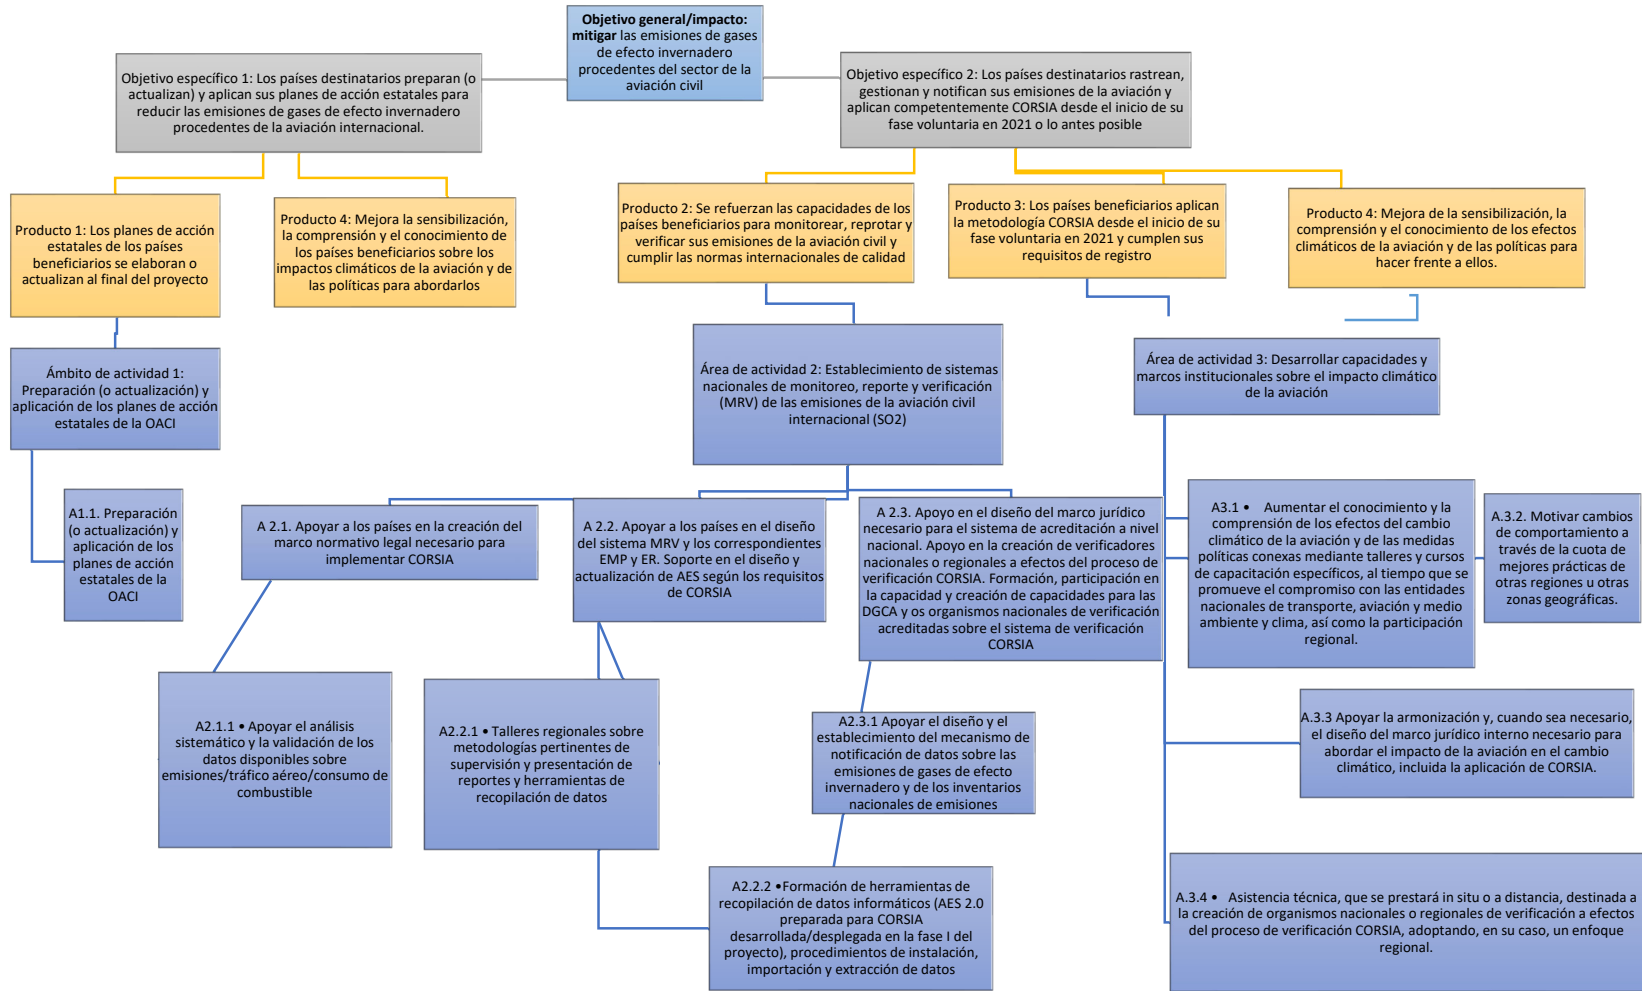 Objetivo general/impacto:
mitigar las emisiones de gases
de efecto invernadero
procedentes del sector de la
aviación civil
Objetivo específico 1: Los países destinatarios preparan (o
actualizan) y aplican sus planes de acción estatales para
reducir las emisiones de gases de efecto invernadero
procedentes de la aviación internacional.
Objetivo específico 2: Los países destinatarios rastrean,
gestionan y notifican sus emisiones de la aviación y
aplican competentemente CORSIA desde el inicio de su
fase voluntaria en 2021 o lo antes posible
Producto 1: Los planes de acción
estatales de los países
beneficiarios se elaboran o
actualizan al final del proyecto
Producto 4: Mejora la sensibilización,
la comprensión y el conocimiento de
los países beneficiarios sobre los
impactos climáticos de la aviación y de
las políticas para abordarlos
Producto 2: Se refuerzan las capacidades de los
países beneficiarios para monitorear, reprotar y
verificar sus emisiones de la aviación civil y
cumplir las normas internacionales de calidad
Producto 3: Los países beneficiarios aplican
la metodología CORSIA desde el inicio de su
fase voluntaria en 2021 y cumplen sus
requisitos de registro
Producto 4: Mejora de la sensibilización, la
comprensión y el conocimiento de los efectos
climáticos de la aviación y de las políticas para
hacer frente a ellos.
Ámbito de actividad 1:
Preparación (o actualización) y
aplicación de los planes de acción
estatales de la OACI
Área de actividad 2: Establecimiento de sistemas
nacionales de monitoreo, reporte y verificación
(MRV) de las emisiones de la aviación civil
internacional (SO2)
Área de actividad 3: Desarrollar capacidades y
marcos institucionales sobre el impacto climático
de la aviación
A1.1. Preparación
(o actualización) y
aplicación de los
planes de acción
estatales de la
OACI
A 2.1. Apoyar a los países en la creación del
marco normativo legal necesario para
implementar CORSIA
A 2.2. Apoyar a los países en el diseño
del sistema MRV y los correspondientes
EMP y ER. Soporte en el diseño y
actualización de AES según los requisitos
de CORSIA
A 2.3. Apoyo en el diseño del marco jurídico
necesario para el sistema de acreditación a nivel
nacional. Apoyo en la creación de verificadores
nacionales o regionales a efectos del proceso de
verificación CORSIA. Formación, participación en
la capacidad y creación de capacidades para las
DGCA y os organismos nacionales de verificación
acreditadas sobre el sistema de verificación
CORSIA
A3.1 • Aumentar el conocimiento y la
comprensión de los efectos del cambio
climático de la aviación y de las medidas
políticas conexas mediante talleres y cursos
de capacitación específicos, al tiempo que se
promueve el compromiso con las entidades
nacionales de transporte, aviación y medio
ambiente y clima, así como la participación
regional.
A.3.2. Motivar cambios
de comportamiento a
través de la cuota de
mejores prácticas de
otras regiones u otras
zonas geográficas.
A2.1.1 • Apoyar el análisis
sistemático y la validación de los
datos disponibles sobre
emisiones/tráfico aéreo/consumo de
combustible
A2.2.1 • Talleres regionales sobre
metodologías pertinentes de
supervisión y presentación de
reportes y herramientas de
recopilación de datos
A2.3.1 Apoyar el diseño y el
establecimiento del mecanismo de
notificación de datos sobre las
emisiones de gases de efecto
invernadero y de los inventarios
nacionales de emisiones
A.3.3 Apoyar la armonización y, cuando sea necesario,
el diseño del marco jurídico interno necesario para
abordar el impacto de la aviación en el cambio
climático, incluida la aplicación de CORSIA.
A2.2.2 •Formación de herramientas de
recopilación de datos informáticos (AES 2.0
preparada para CORSIA
desarrollada/desplegada en la fase I del
proyecto), procedimientos de instalación,
importación y extracción de datos
A.3.4 • Asistencia técnica, que se prestará in situ o a distancia, destinada a
la creación de organismos nacionales o regionales de verificación a efectos
del proceso de verificación CORSIA, adoptando, en su caso, un enfoque
regional.